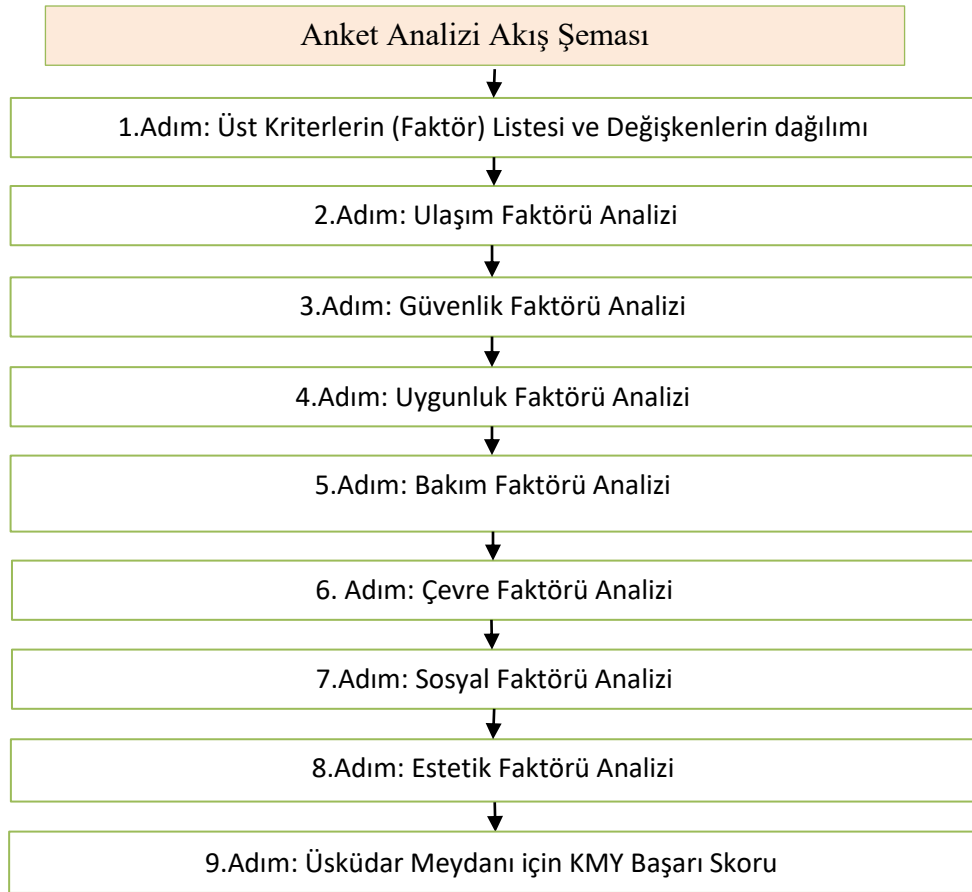 Anket Analizi Akış Şeması
1.Adım: Üst Kriterlerin (Faktör) Listesi ve Değişkenlerin dağılımı
2.Adım: Ulaşım Faktörü Analizi
3.Adım: Güvenlik Faktörü Analizi
4.Adım: Uygunluk Faktörü Analizi
5.Adım: Bakım Faktörü Analizi
6. Adım: Çevre Faktörü Analizi
7.Adım: Sosyal Faktörü Analizi
8.Adım: Estetik Faktörü Analizi
9.Adım: Üsküdar Meydanı için KMY Başarı Skoru